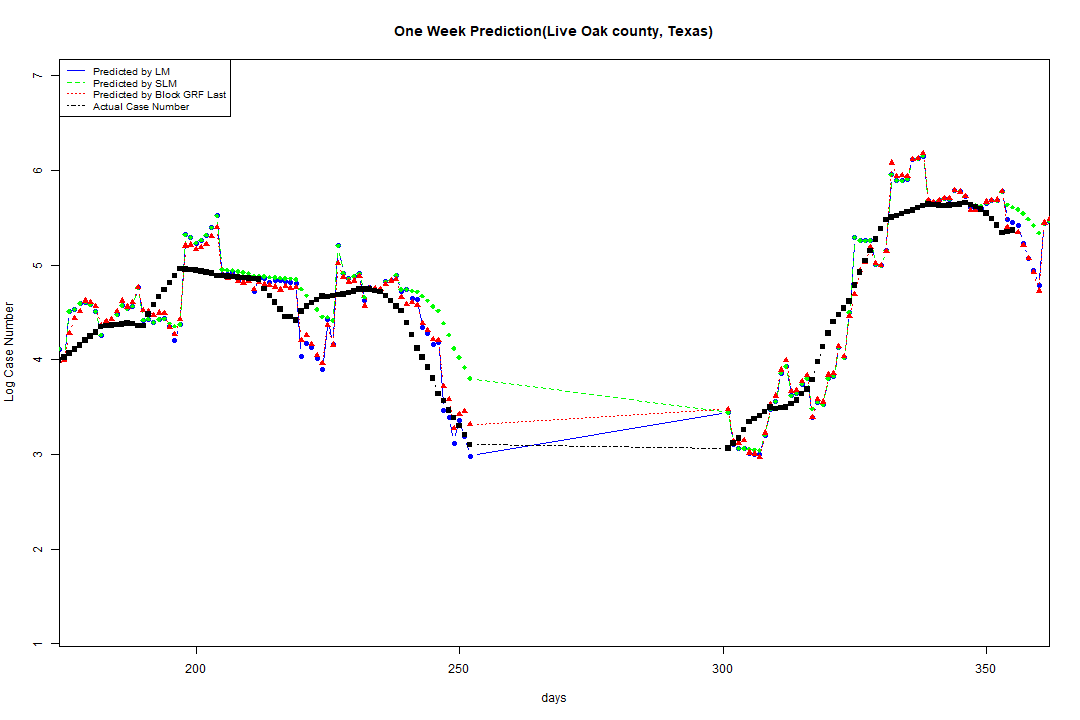 One Week Prediction(Live Oak county, Texas)
Predicted by LM
Predicted by SLM
Predicted by Block GRF Last
Actual Case Number
7
6
5
4
3
2
1
Log Case Number
200
250
300
350
days